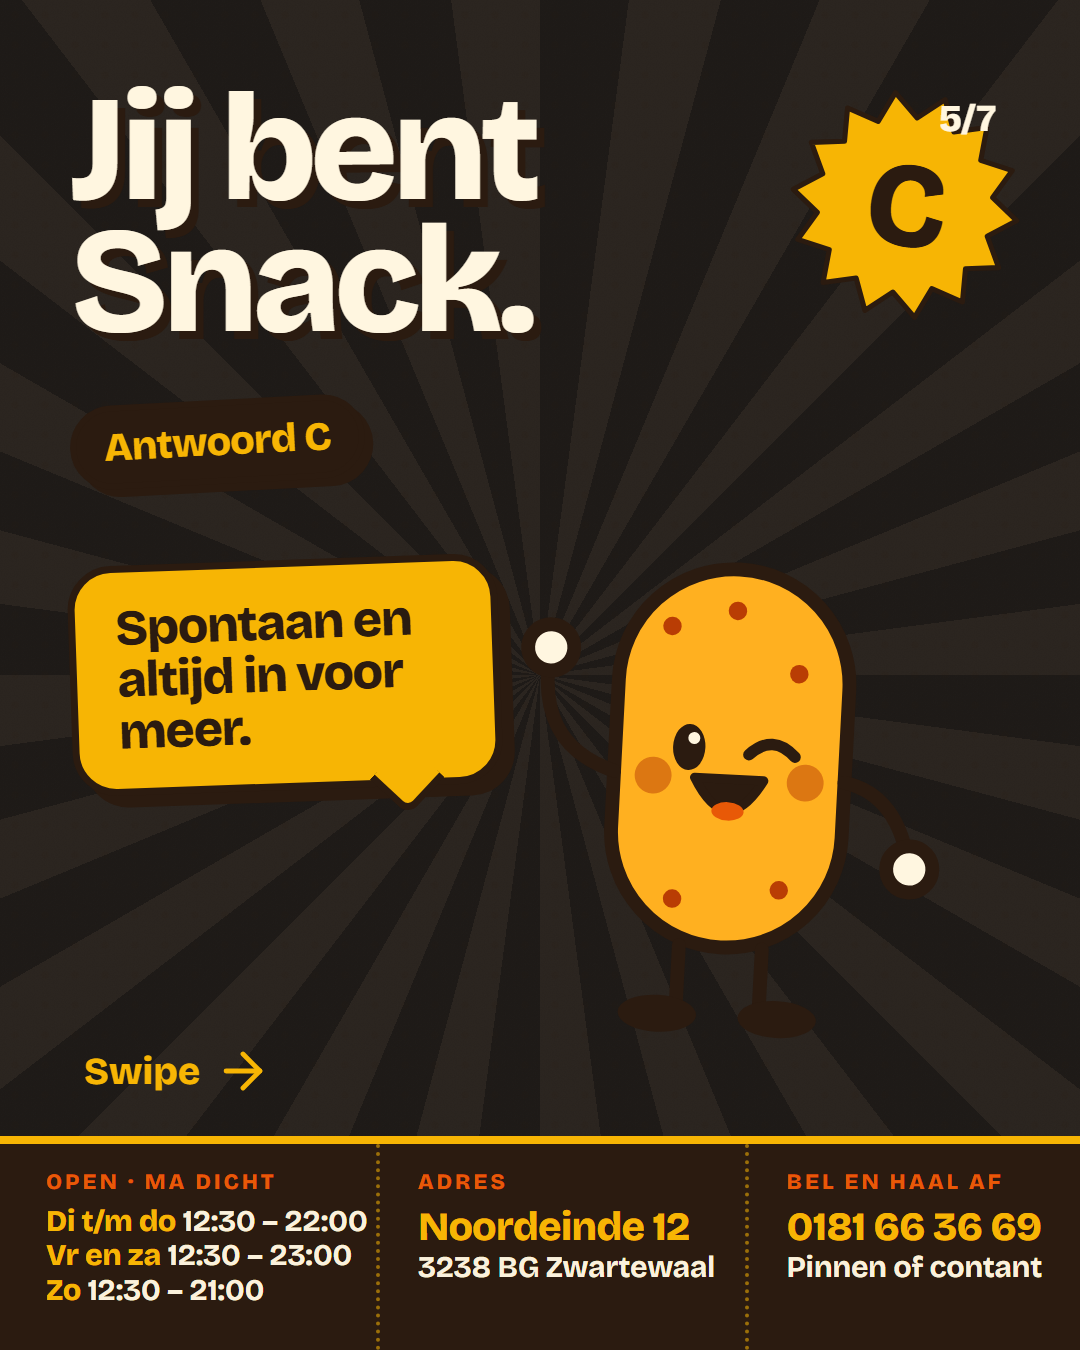 Jij bent
Snack.
5/7
C
Antwoord C
Spontaan en
altijd in voor
meer.
Swipe
OPEN · MA DICHT
Di t/m do 12:30 – 22:00
Vr en za 12:30 – 23:00
Zo 12:30 – 21:00
ADRES
Noordeinde 12
3238 BG Zwartewaal
BEL EN HAAL AF
0181 66 36 69
Pinnen of contant